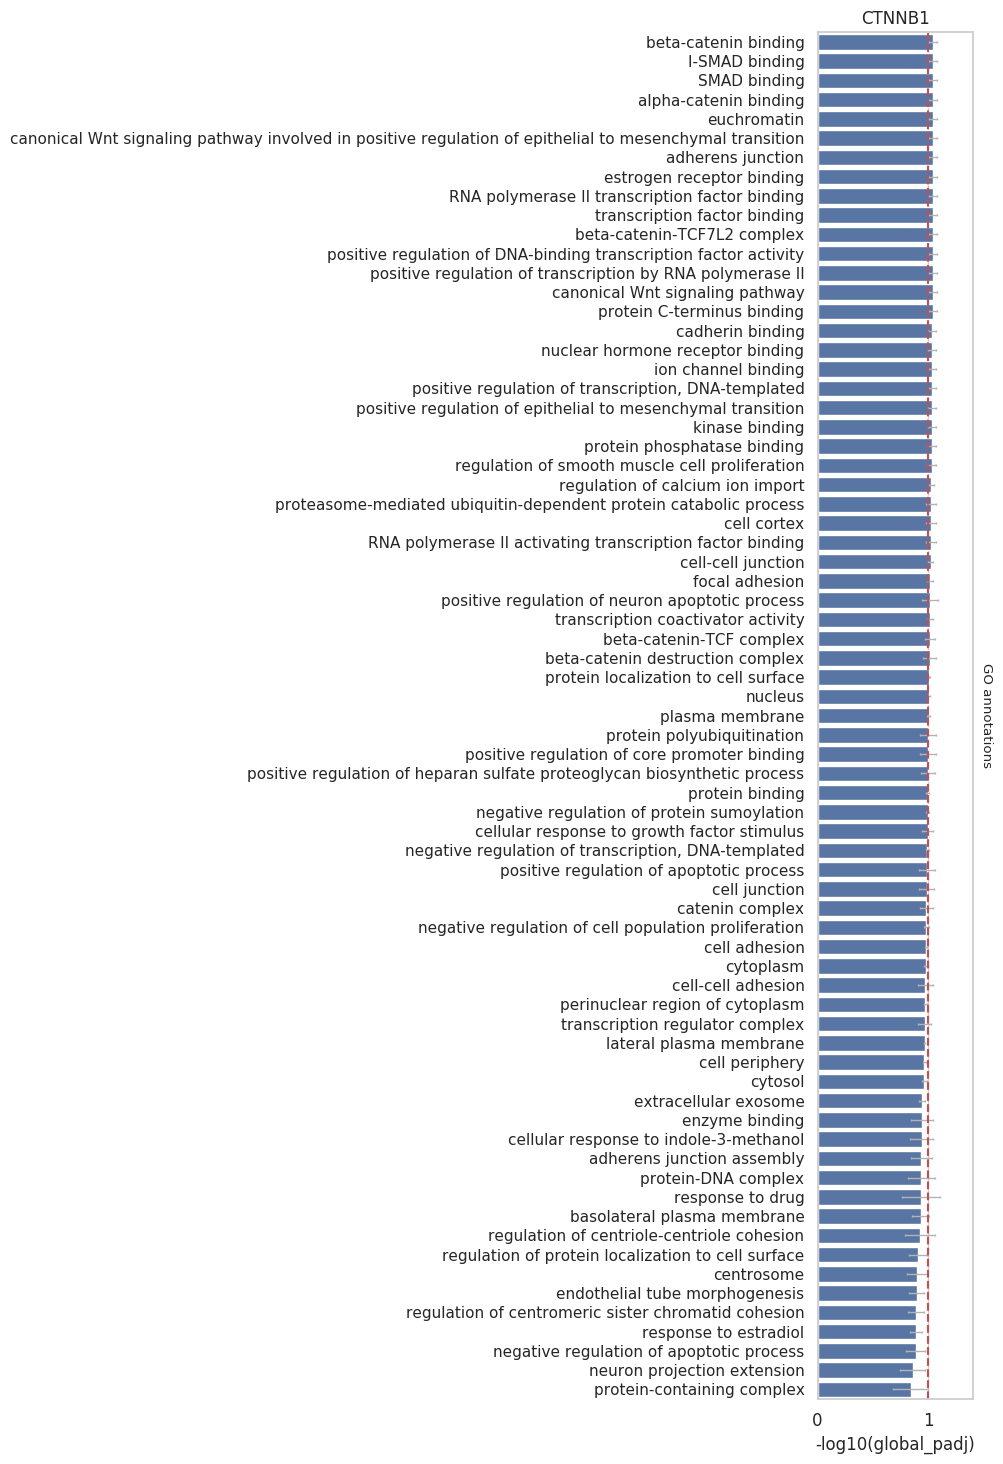 CTNNB1
beta-catenin binding
I-SMAD binding
SMAD binding
alpha-catenin binding
euchromatin
canonical Wnt signaling pathway involved in positive regulation of epithelial to mesenchymal transition
adherens junction
estrogen receptor binding
RNA polymerase II transcription factor binding
transcription factor binding
beta-catenin-TCF7L2 complex
positive regulation of DNA-binding transcription factor activity
positive regulation of transcription by RNA polymerase II
canonical Wnt signaling pathway
protein C-terminus binding
cadherin binding
nuclear hormone receptor binding
ion channel binding
positive regulation of transcription, DNA-templated
positive regulation of epithelial to mesenchymal transition
kinase binding
protein phosphatase binding
regulation of smooth muscle cell proliferation
regulation of calcium ion import
proteasome-mediated ubiquitin-dependent protein catabolic process
cell cortex
RNA polymerase II activating transcription factor binding
cell-cell junction
focal adhesion
positive regulation of neuron apoptotic process
transcription coactivator activity
beta-catenin-TCF complex
beta-catenin destruction complex
protein localization to cell surface
nucleus
plasma membrane
protein polyubiquitination
positive regulation of core promoter binding
positive regulation of heparan sulfate proteoglycan biosynthetic process
protein binding
negative regulation of protein sumoylation
cellular response to growth factor stimulus
negative regulation of transcription, DNA-templated
positive regulation of apoptotic process
cell junction
catenin complex
negative regulation of cell population proliferation
cell adhesion
cytoplasm
cell-cell adhesion
perinuclear region of cytoplasm
transcription regulator complex
lateral plasma membrane
cell periphery
cytosol
extracellular exosome
enzyme binding
cellular response to indole-3-methanol
adherens junction assembly
protein-DNA complex
response to drug
basolateral plasma membrane
regulation of centriole-centriole cohesion
regulation of protein localization to cell surface
centrosome
endothelial tube morphogenesis
regulation of centromeric sister chromatid cohesion
response to estradiol
negative regulation of apoptotic process
neuron projection extension
protein-containing complex
GO annotations
0 1
-log10(global_padj)